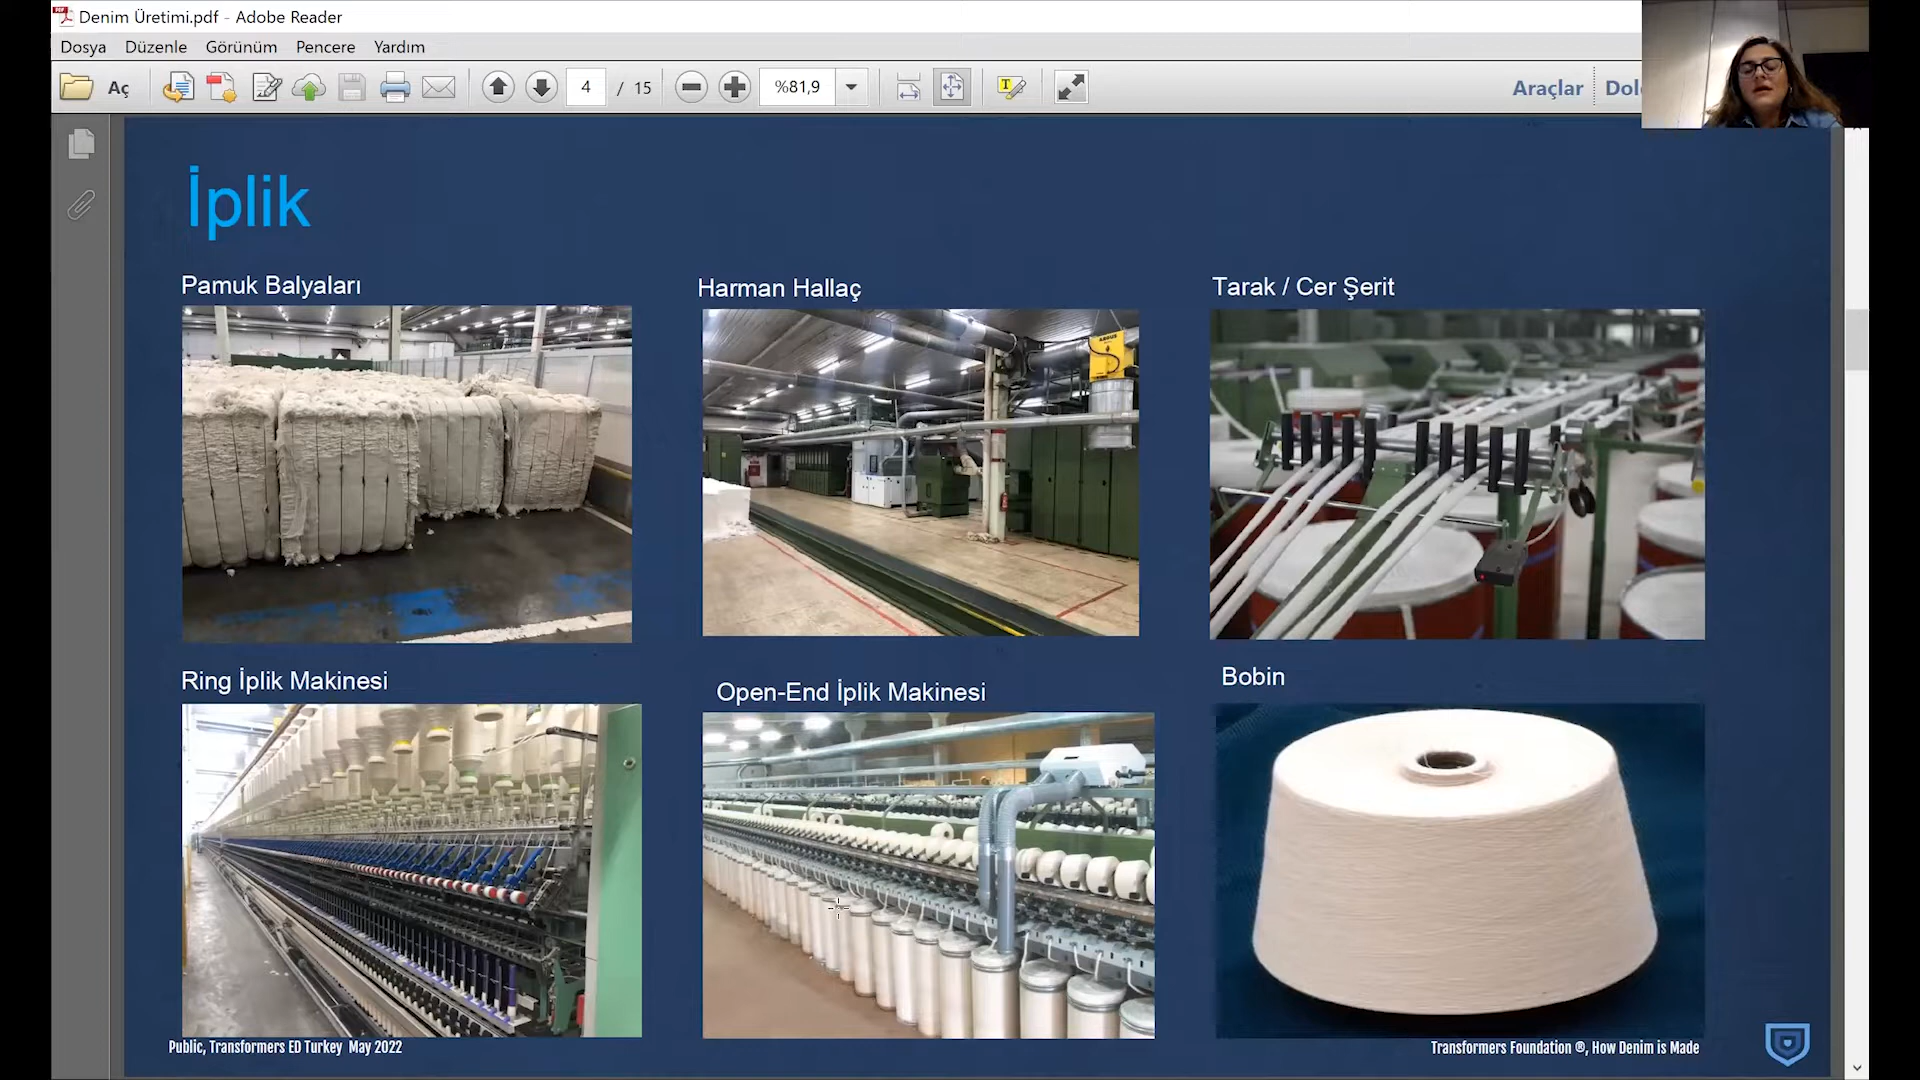 Denim Üretimi.pdf - Adobe Reader
Dosya Düzenle Görünüm Pencere Yardım
Aç 4 / 15 %81,9 Araçlar
İplik
Pamuk Balyaları
Harman Hallaç
Tarak / Cer Şerit
Ring İplik Makinesi
Open-End İplik Makinesi
Bobin
Public, Transformers ED Turkey May 2022
Transformers Foundation ®, How Denim is Made